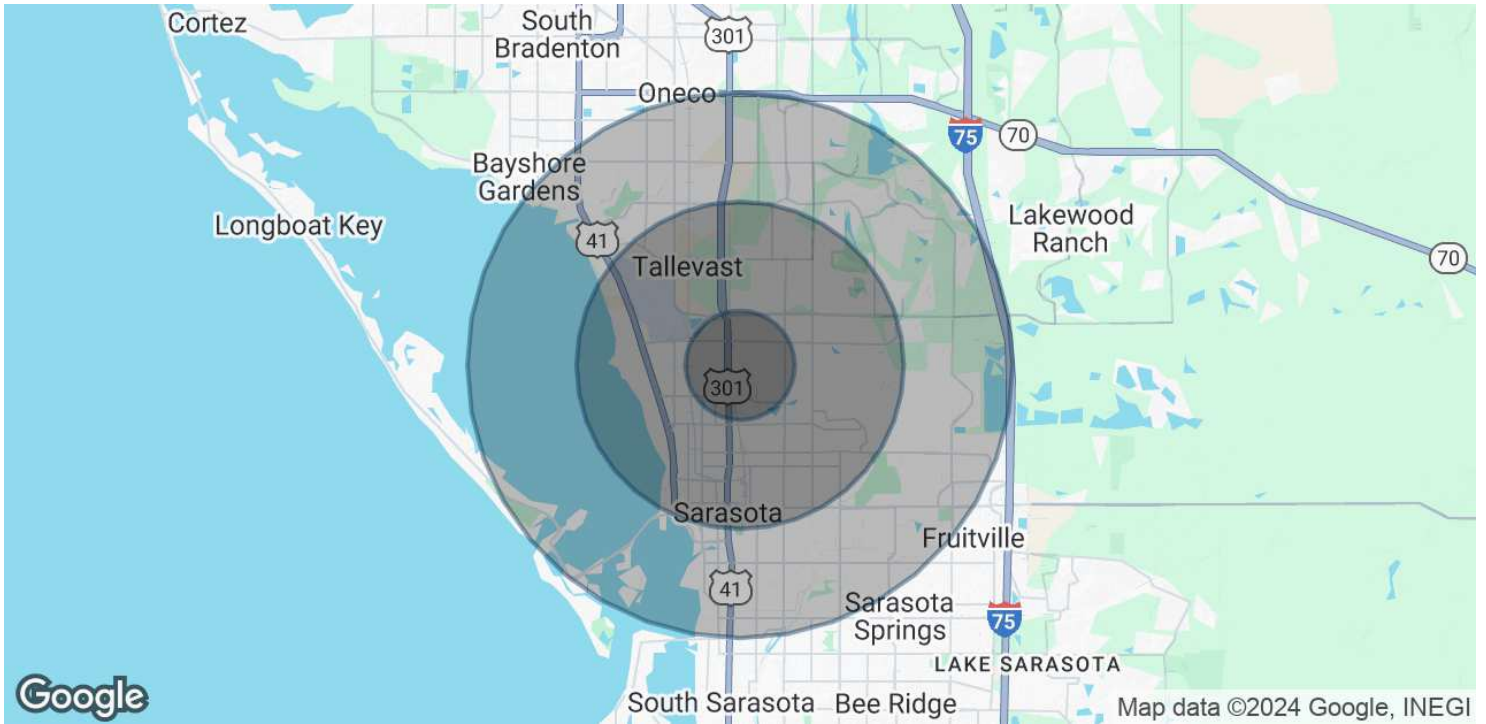 Cortez
South
Bradenton
301
Oneco
75
70
Bayshore
Gardens
Longboat Key
Lakewood
Ranch
41
Tallevast
70
301
Sarasota
Fruitville
41
Sarasota
Springs
75
LAKE SARASOTA
Google
South Sarasota
Bee Ridge
Map data ©2024 Google, INEGI